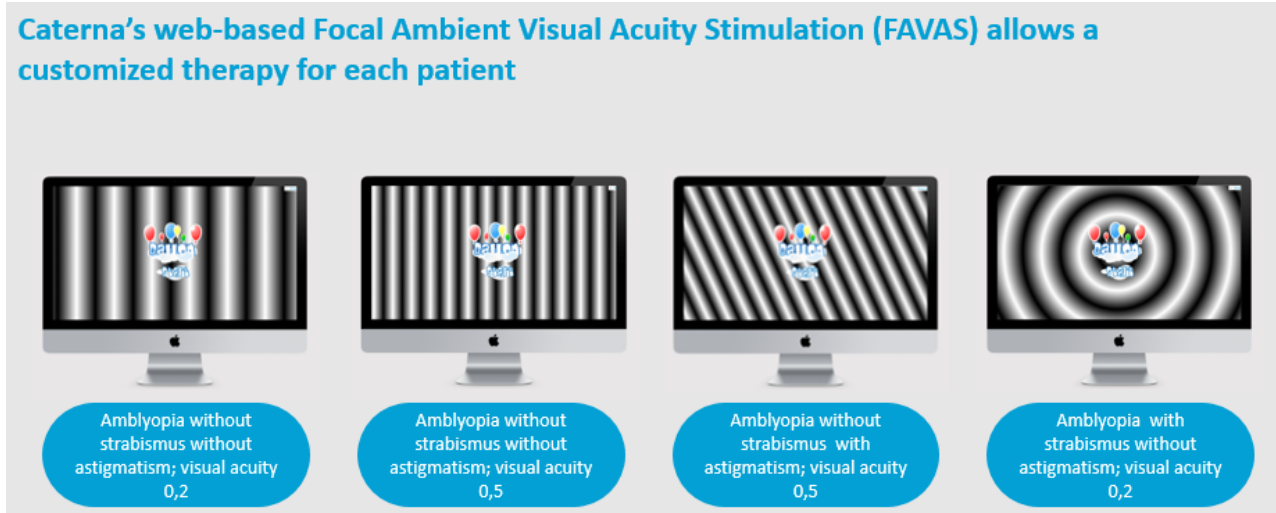 Caterna's web-based Focal Ambient Visual Acuity Stimulation (FAVAS) allows a
customized therapy for each patient
Amblyopia without
strabismus without
astigmatism; visual acuity
0,2
Amblyopia without
strabismus without
astigmatism; visual acuity
0,5
Amblyopia without
strabismus with
astigmatism; visual acuity
0,5
Amblyopia with
strabismus without
astigmatism; visual acuity
0,2